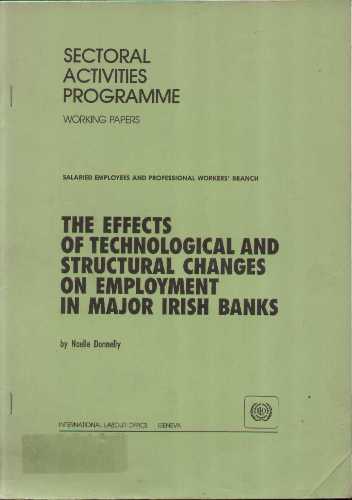 SECTORAL
ACTIVITIES
PROGRAMME
WORKING PAPERS
SALARIED EMPLOYEES AND PROFESSIONAL WORKERS' BRANCH
THE EFFECTS
OF TECHNOLOGICAL AND
STRUCTURAL CHANGES
ON EMPLOYMENT
IN MAJOR IRISH BANKS
by Noelle Donnelly
INTERNATIONAL LABOUR OFFICE GENEVA